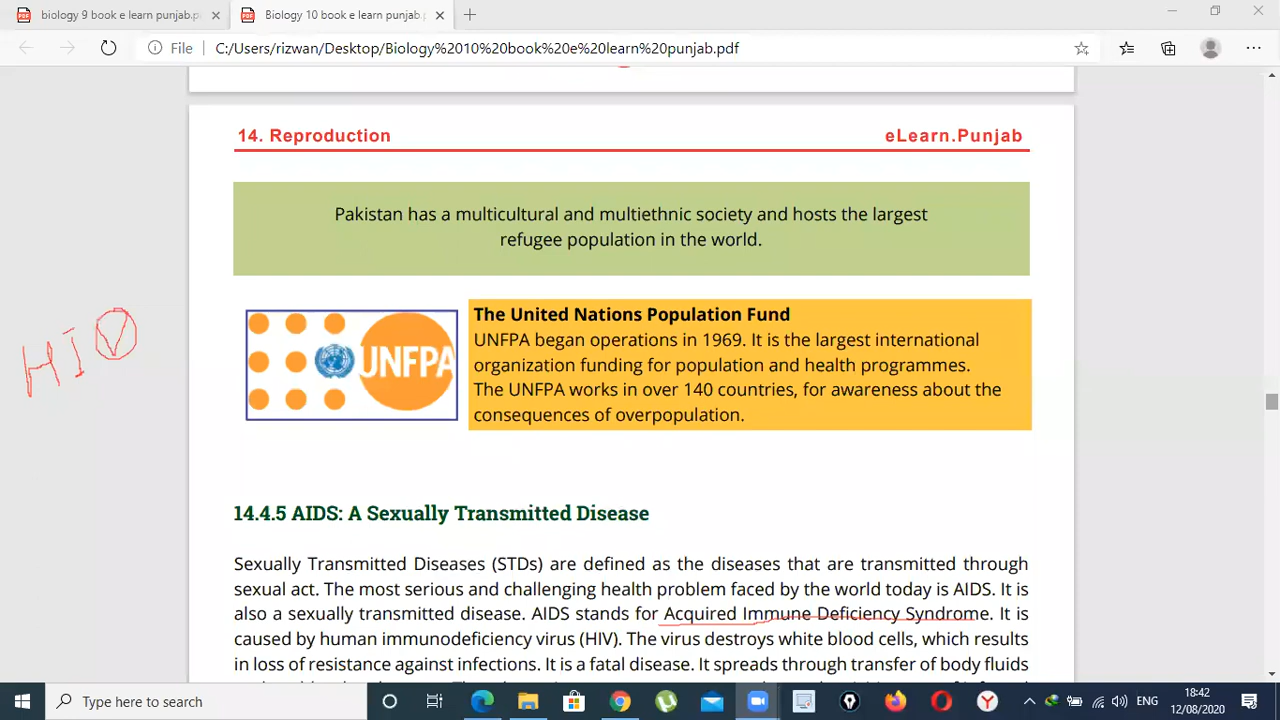 biology 9 book e learn punjab.p
Biology 10 book e learn punjab.p
File C:/Users/rizwan/Desktop/Biology%2010%20book%20e%20learn%20punjab.pdf
14. Reproduction eLearn.Punjab
Pakistan has a multicultural and multiethnic society and hosts the largest
refugee population in the world.
HIV
UNFPA
The United Nations Population Fund
UNFPA began operations in 1969. It is the largest international
organization funding for population and health programmes.
The UNFPA works in over 140 countries, for awareness about the
consequences of overpopulation.
14.4.5 AIDS: A Sexually Transmitted Disease
Sexually Transmitted Diseases (STDs) are defined as the diseases that are transmitted through
sexual act. The most serious and challenging health problem faced by the world today is AIDS. It is
also a sexually transmitted disease. AIDS stands for Acquired Immune Deficiency Syndrome. It is
caused by human immunodeficiency virus (HIV). The virus destroys white blood cells, which results
in loss of resistance against infections. It is a fatal disease. It spreads through transfer of body fluids
Type here to search
ENG
18:42
12/08/2020